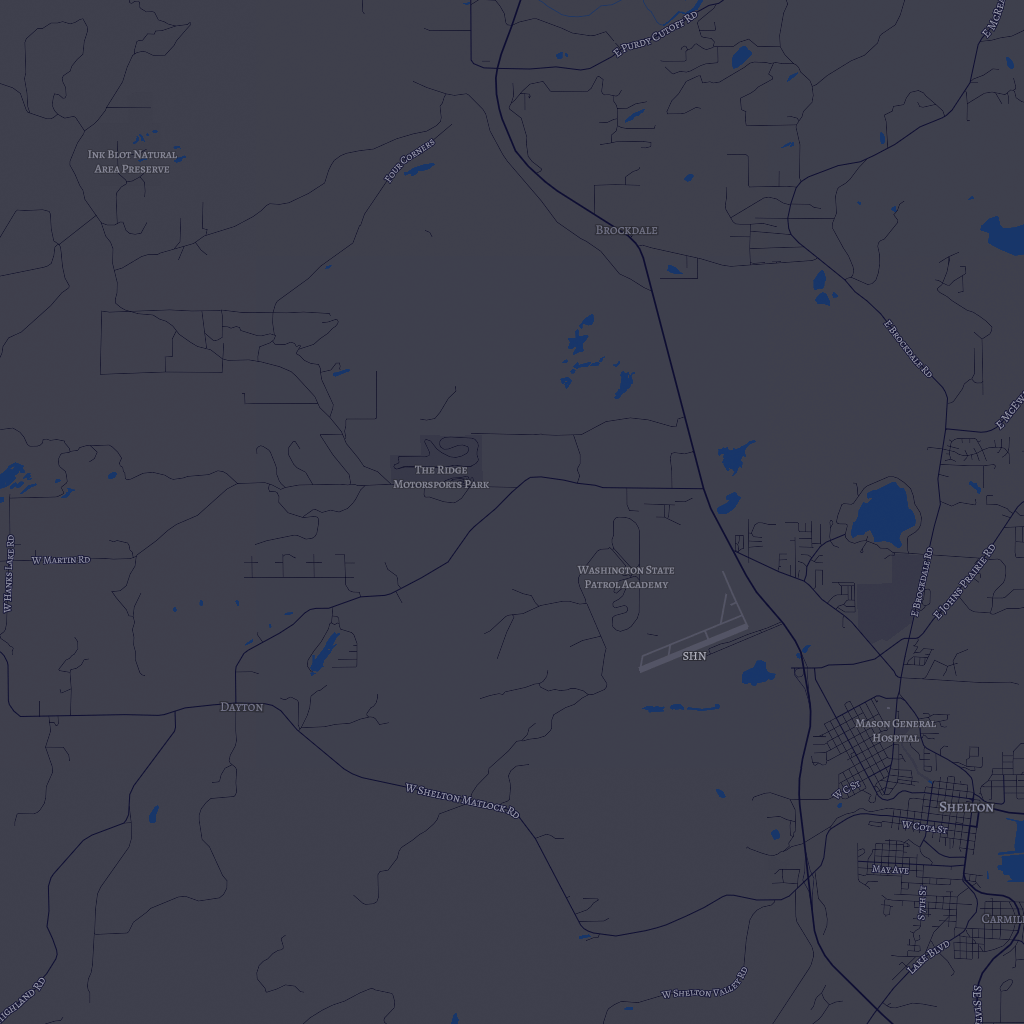 E Purdy Cutoff Rd
Ink Blot Natural
Area Preserve
Four Corners
Brockdale
E Brockdale Rd
The Ridge
Motorsports Park
W Hanks Lake Rd
W Martin Rd
Washington State
Patrol Academy
E Brockdale Rd
E Johns Prairie Rd
SHN
Dayton
Mason General
Hospital
W Shelton Matlock Rd
W C St
Shelton
W Cota St
May Ave
S 7th St
Lake Blvd
W Shelton Valley Rd